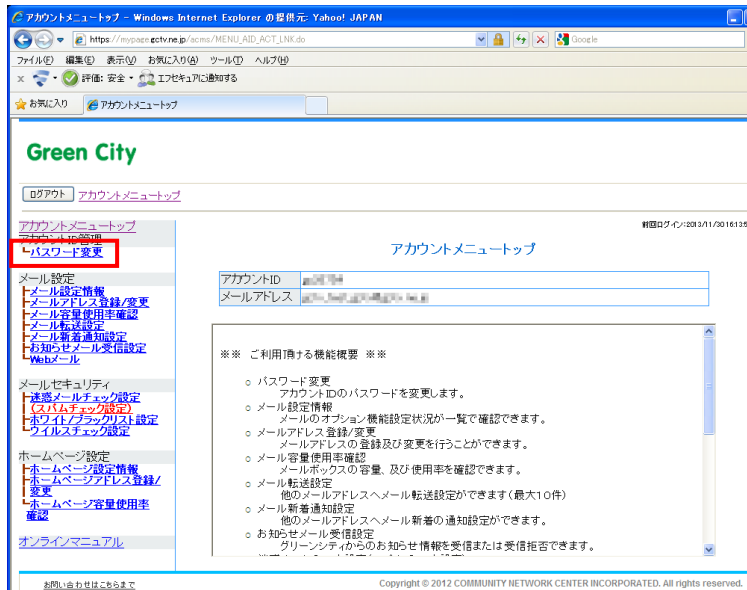 アカウントメニュートップ - Windows Internet Explorer の提供元: Yahoo! JAPAN
https://mypage.gctv.ne.jp/acms/MENU_AID_ACT_LNK.do
Google
ファイル(F) 編集(E) 表示(V) お気に入り(A) ツール(T) ヘルプ(H)
x 評価: 安全 エフセキュアに通知する
お気に入り アカウントメニュートップ
Green City
ログアウト アカウントメニュートップ
アカウントメニュートップ
アカウントID管理
パスワード変更
メール設定
メール設定情報
メールアドレス登録/変更
メール容量使用率確認
メール転送設定
メール新着通知設定
お知らせメール受信設定
Webメール
メールセキュリティ
迷惑メールチェック設定
(スパムチェック設定)
ホワイト/ブラックリスト設定
ウイルスチェック設定
ホームページ設定
ホームページ設定情報
ホームページアドレス登録/
変更
ホームページ容量使用率
確認
オンラインマニュアル
前回ログイン:2013/11/30 16:13:5
アカウントメニュートップ
アカウントID
メールアドレス
※※ ご利用頂ける機能概要 ※※
○ パスワード変更
アカウントIDのパスワードを変更します。
○ メール設定情報
メールのオプション機能設定状況が一覧で確認できます。
○ メールアドレス登録/変更
メールアドレスの登録及び変更を行うことができます。
○ メール容量使用率確認
メールボックスの容量、及び使用率を確認できます。
○ メール転送設定
他のメールアドレスへメール転送設定ができます(最大10件)
○ メール新着通知設定
他のメールアドレスへメール新着の通知設定ができます。
○ お知らせメール受信設定
グリーンシティからのお知らせ情報を受信または受信拒否できます。
お問い合わせはこちらまで
Copyright © 2012 COMMUNITY NETWORK CENTER INCORPORATED. All rights reserved.